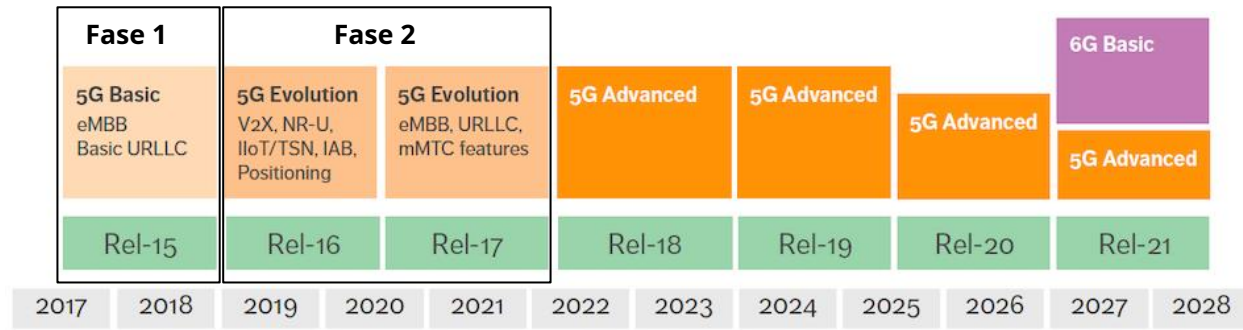 Fase 1
Fase 2
5G Basic
eMBB
Basic URLLC
5G Evolution
V2X, NR-U,
IIoT/TSN, IAB,
Positioning
5G Evolution
eMBB, URLLC,
mMTC features
5G Advanced
5G Advanced
5G Advanced
6G Basic
5G Advanced
Rel-15
Rel-16
Rel-17
Rel-18
Rel-19
Rel-20
Rel-21
2017
2018
2019
2020
2021
2022
2023
2024
2025
2026
2027
2028